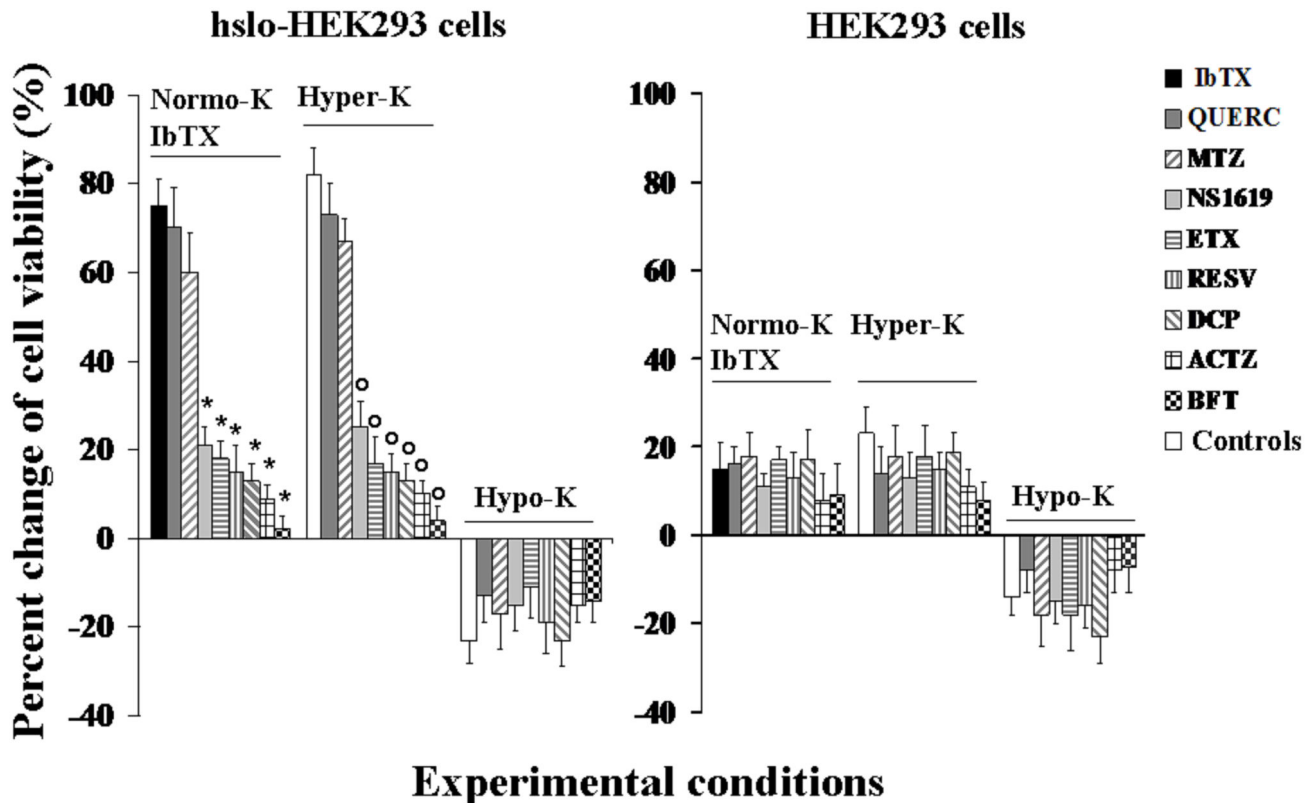 hslo-HEK293 cells
HEK293 cells
Percent change of cell viability (%)
100
80
60
40
20
0
-20
-40
Normo-K
IbTX
Hyper-K
* * * * * *
o o o o o o
Hypo-K
100
80
60
40
20
0
-20
-40
Normo-K
IbTX
Hyper-K
Hypo-K
IbTX
QUERC
MTZ
NS1619
ETX
RESV
DCP
ACTZ
BFT
Controls
Experimental conditions